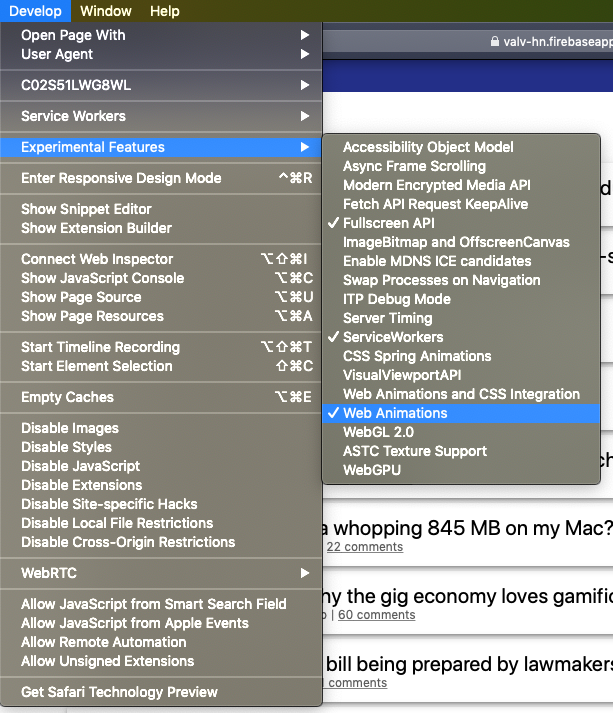 Develop Window Help
Open Page With
User Agent
valv-hn.firebaseapp
C02S51LWG8WL
Service Workers
Experimental Features
Enter Responsive Design Mode ^⌘R
Show Snippet Editor
Show Extension Builder
Connect Web Inspector ⌥⇧⌘I
Show JavaScript Console ⌥⌘C
Show Page Source ⌥⌘U
Show Page Resources ⌥⌘A
Start Timeline Recording ⌥⇧⌘T
Start Element Selection ⇧⌘C
Empty Caches ⌥⌘E
Disable Images
Disable Styles
Disable JavaScript
Disable Extensions
Disable Site-specific Hacks
Disable Local File Restrictions
Disable Cross-Origin Restrictions
WebRTC
Allow JavaScript from Smart Search Field
Allow JavaScript from Apple Events
Allow Remote Automation
Allow Unsigned Extensions
Get Safari Technology Preview
Accessibility Object Model
Async Frame Scrolling
Modern Encrypted Media API
Fetch API Request KeepAlive
✓ Fullscreen API
ImageBitmap and OffscreenCanvas
Enable MDNS ICE candidates
Swap Processes on Navigation
ITP Debug Mode
Server Timing
✓ ServiceWorkers
CSS Spring Animations
VisualViewportAPI
Web Animations and CSS Integration
✓ Web Animations
WebGL 2.0
ASTC Texture Support
WebGPU
a whopping 845 MB on my Mac?
22 comments
hy the gig economy loves gamific
| 60 comments
bill being prepared by lawmakers
comments